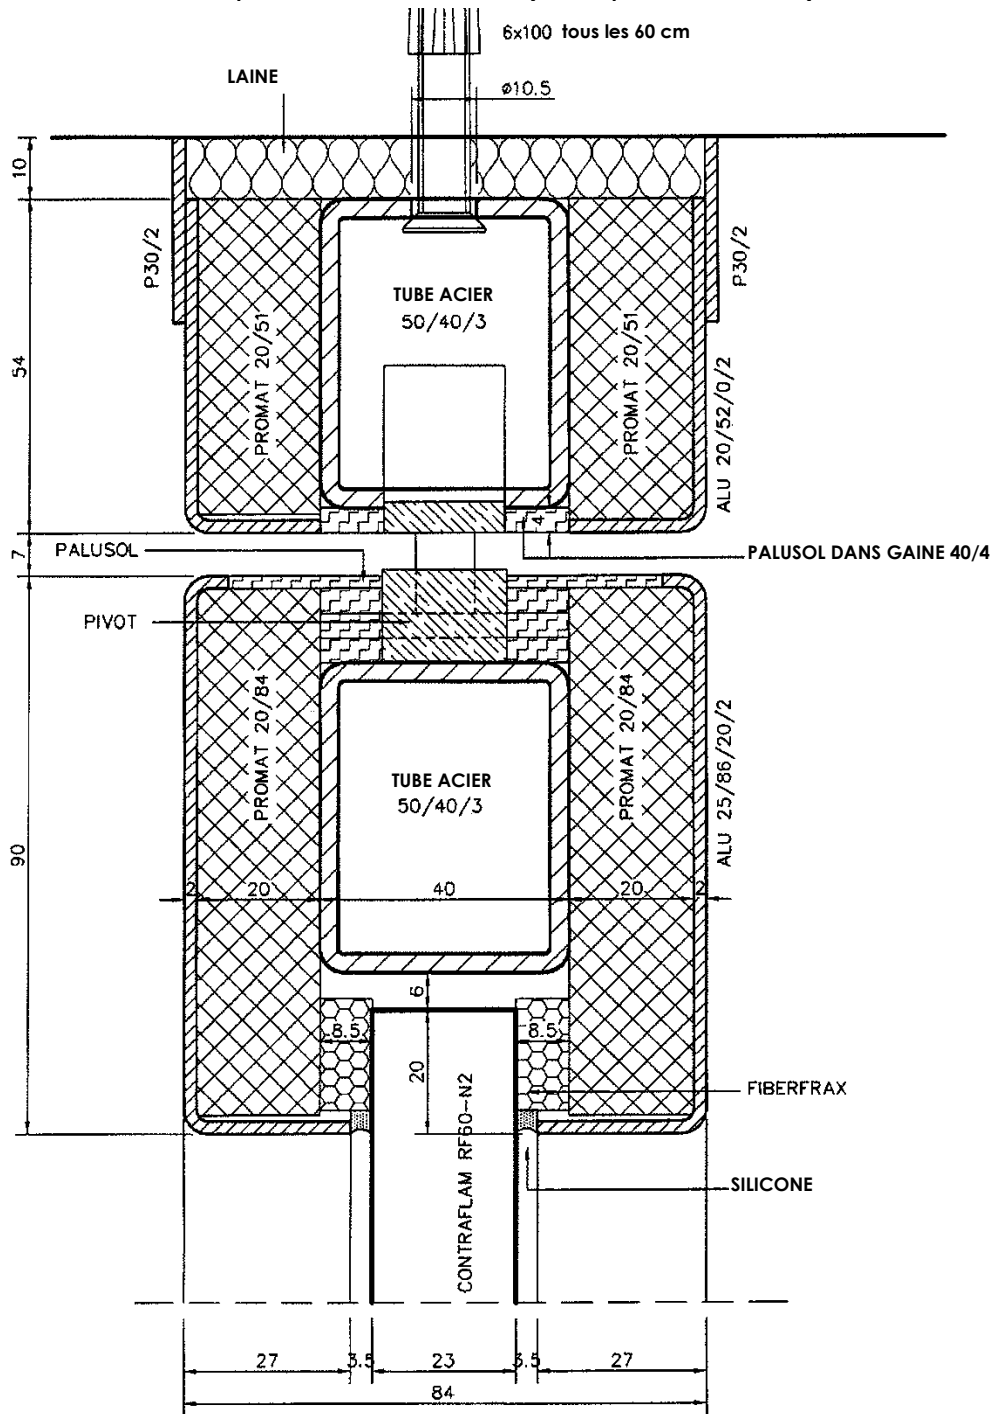 6x100 tous les 60 cm
LAINE
ø10.5
10
P30/2
P30/2
TUBE ACIER
50/40/3
PROMAT 20/51
PROMAT 20/51
54
ALU 20/52/0/2
4
7
PALUSOL
PALUSOL DANS GAINE 40/4
PIVOT
PROMAT 20/84
PROMAT 20/84
TUBE ACIER
50/40/3
ALU 25/86/20/2
90
2
20
40
20
2
6
8.5
8.5
20
FIBERFRAX
CONTRAFLAM RF60-N2
SILICONE
27
3.5
23
3.5
27
84